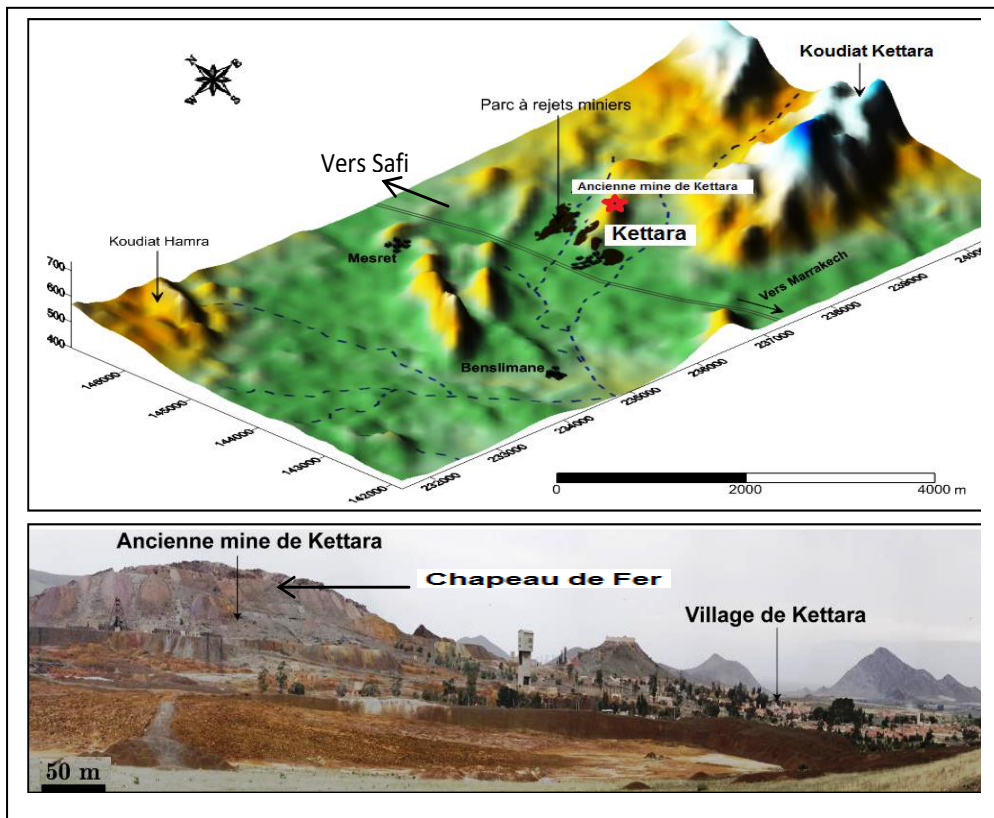 N
E
W
S
Koudiat Kettara
Parc à rejets miniers
Vers Safi
Ancienne mine de Kettara
Kettara
Koudiat Hamra
Mesret
Vers Marrakech
Benslimane
700
600
500
400
146000
145000
144000
143000
142000
232000
233000
234000
235000
236000
237000
238000
239000
0
2000
4000 m
Ancienne mine de Kettara
Chapeau de Fer
Village de Kettara
50 m